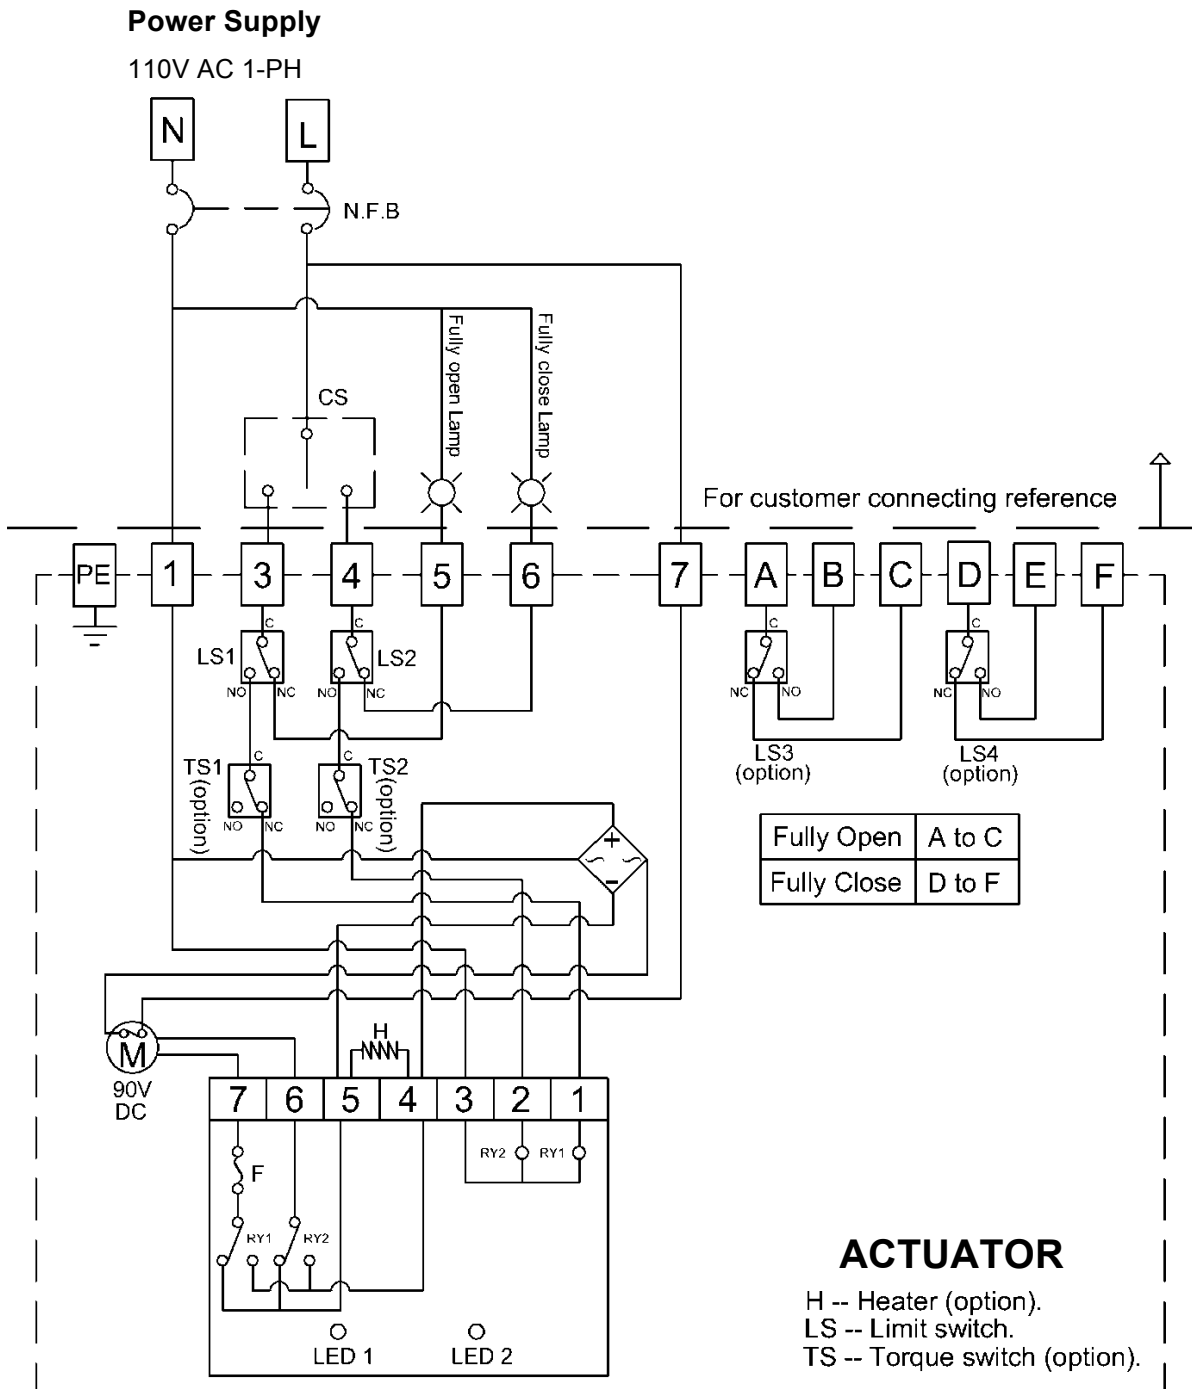 Power Supply
110V AC 1-PH
N
L
N.F.B
Fully open Lamp
Fully close Lamp
CS
For customer connecting reference
PE 1 3 4 5 6 7 A B C D E F
C C C C
LS1 LS2
NO NC NO NC NC NO NC NO
LS3
(option)
LS4
(option)
TS1
(option)
C
NO NC
TS2
(option)
C
NO NC
Fully Open A to C
Fully Close D to F
+
-
H
M
90V
DC
7 6 5 4 3 2 1
RY2 RY1
F
RY1 RY2
LED 1 LED 2
ACTUATOR
H -- Heater (option).
LS -- Limit switch.
TS -- Torque switch (option).